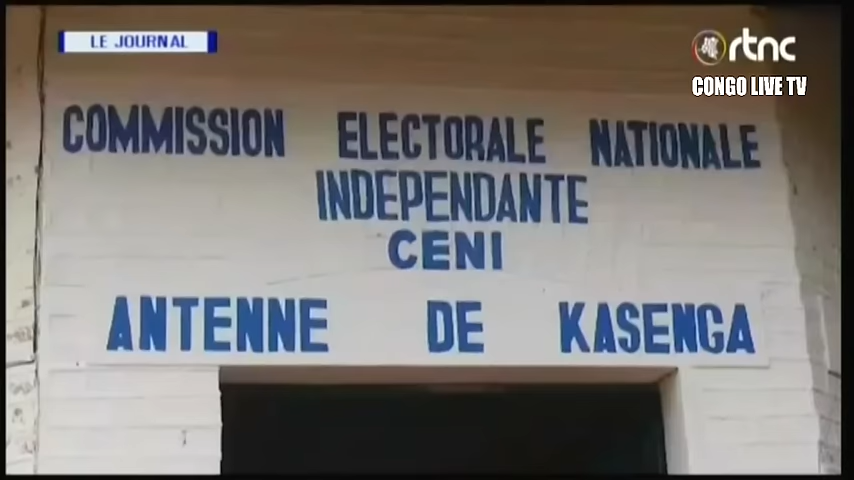 LE JOURNAL
rtnc
CONGO LIVE TV
COMMISSION ELECTORALE NATIONALE
INDEPENDANTE
CENI
ANTENNE DE KASENGA